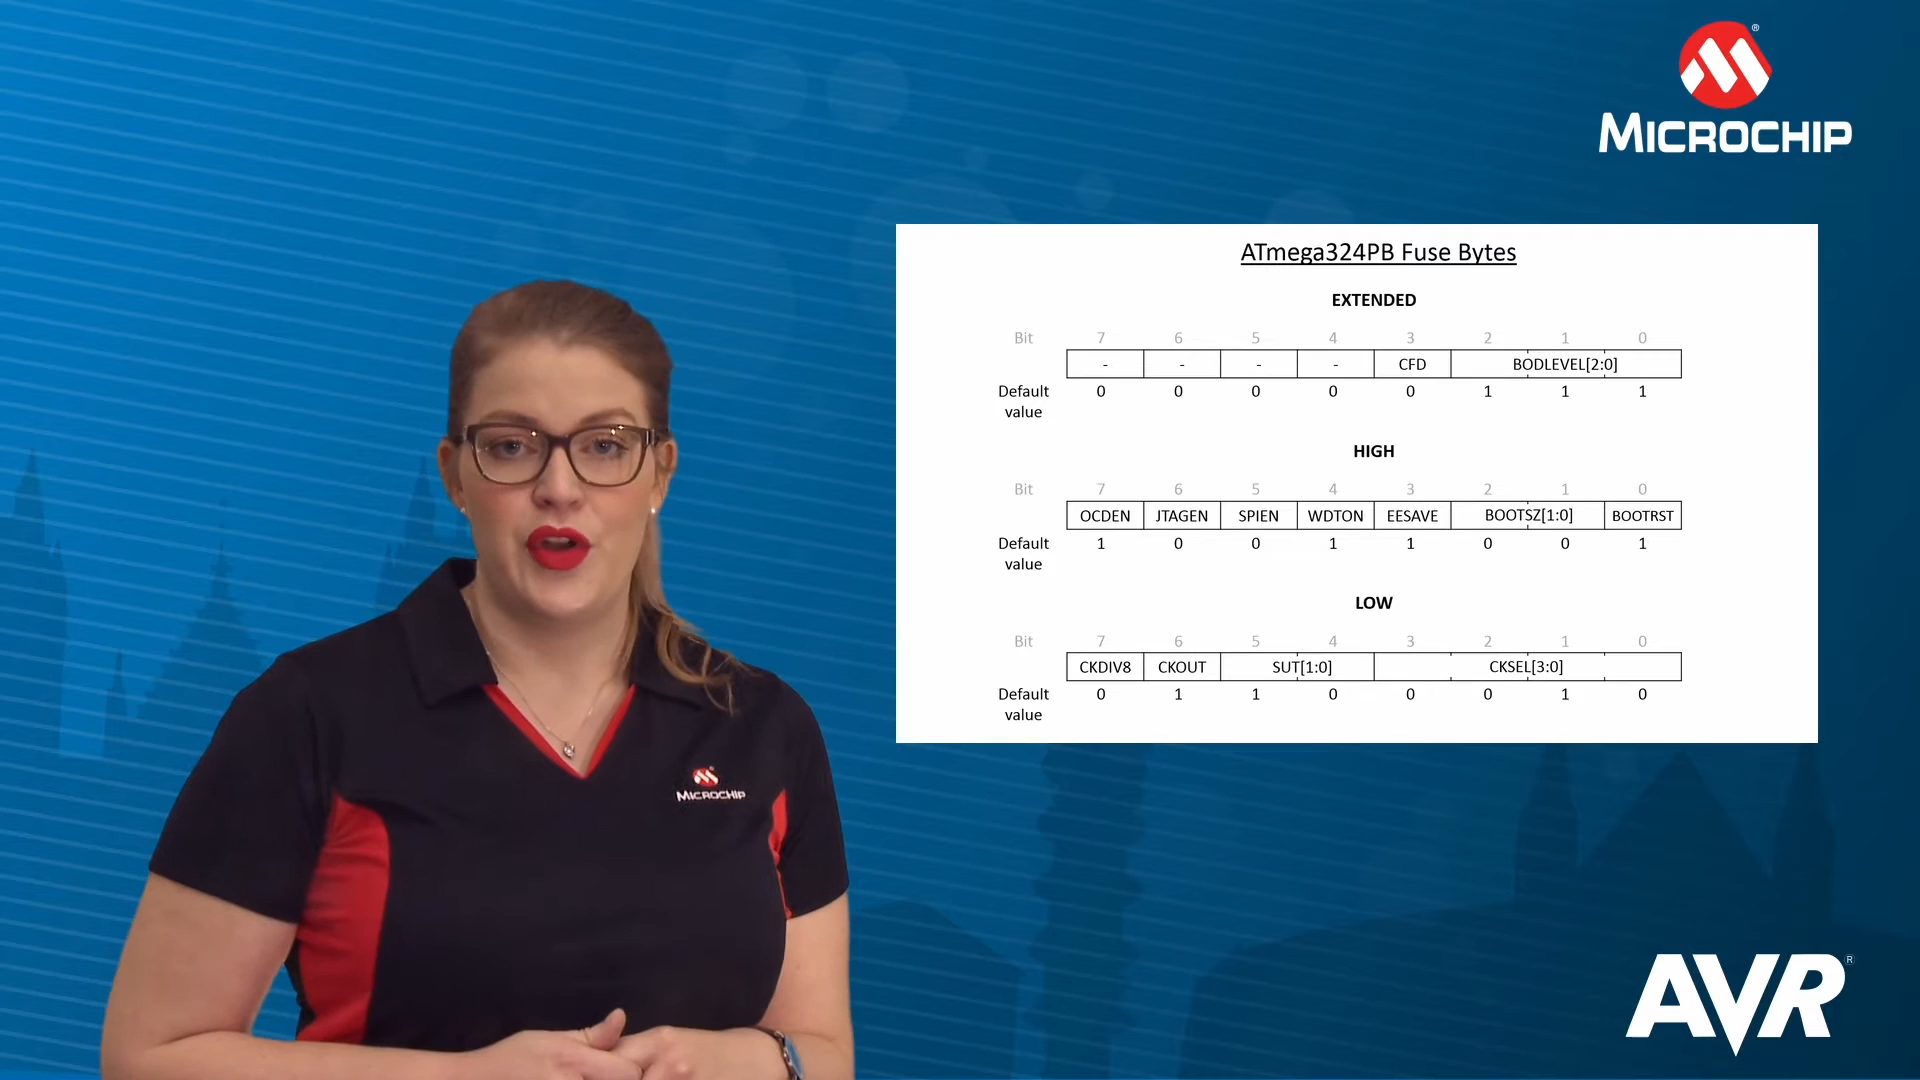 MICROCHIP
ATmega324PB Fuse Bytes
EXTENDED
Bit 7 6 5 4 3 2 1 0
- - - - CFD BODLEVEL[2:0]
Default value 0 0 0 0 0 1 1 1
HIGH
Bit 7 6 5 4 3 2 1 0
OCDEN JTAGEN SPIEN WDTON EESAVE BOOTSZ[1:0] BOOTRST
Default value 1 0 0 1 1 0 0 1
LOW
Bit 7 6 5 4 3 2 1 0
CKDIV8 CKOUT SUT[1:0] CKSEL[3:0]
Default value 0 1 1 0 0 0 1 0
MICROCHIP
AVR®